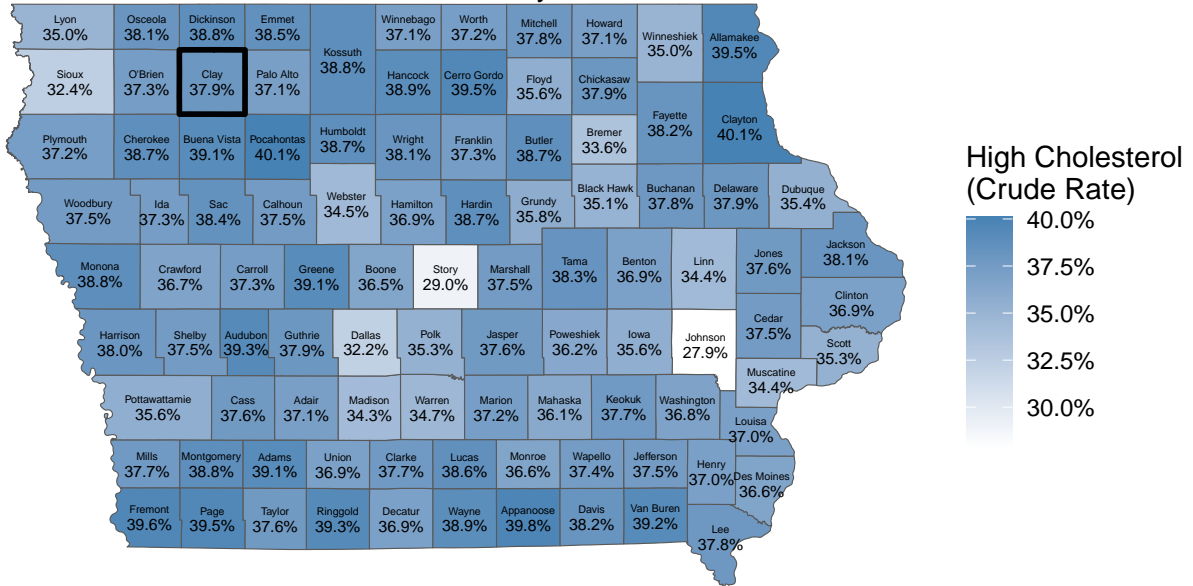 Lyon
35.0%
Osceola
38.1%
Dickinson
38.8%
Emmet
38.5%
Kossuth
38.8%
Winnebago
37.1%
Worth
37.2%
Mitchell
37.8%
Howard
37.1%
Winneshiek
35.0%
Allamakee
39.5%
Sioux
32.4%
O'Brien
37.3%
Clay
37.9%
Palo Alto
37.1%
Hancock
38.9%
Cerro Gordo
39.5%
Floyd
35.6%
Chickasaw
37.9%
Fayette
38.2%
Clayton
40.1%
Plymouth
37.2%
Cherokee
38.7%
Buena Vista
39.1%
Pocahontas
40.1%
Humboldt
38.7%
Wright
38.1%
Franklin
37.3%
Butler
38.7%
Bremer
33.6%
Woodbury
37.5%
Ida
37.3%
Sac
38.4%
Calhoun
37.5%
Webster
34.5%
Hamilton
36.9%
Hardin
38.7%
Grundy
35.8%
Black Hawk
35.1%
Buchanan
37.8%
Delaware
37.9%
Dubuque
35.4%
Monona
38.8%
Crawford
36.7%
Carroll
37.3%
Greene
39.1%
Boone
36.5%
Story
29.0%
Marshall
37.5%
Tama
38.3%
Benton
36.9%
Linn
34.4%
Jones
37.6%
Jackson
38.1%
Clinton
36.9%
Harrison
38.0%
Shelby
37.5%
Audubon
39.3%
Guthrie
37.9%
Dallas
32.2%
Polk
35.3%
Jasper
37.6%
Poweshiek
36.2%
Iowa
35.6%
Johnson
27.9%
Cedar
37.5%
Scott
35.3%
Muscatine
34.4%
Pottawattamie
35.6%
Cass
37.6%
Adair
37.1%
Madison
34.3%
Warren
34.7%
Marion
37.2%
Mahaska
36.1%
Keokuk
37.7%
Washington
36.8%
Louisa
37.0%
Mills
37.7%
Montgomery
38.8%
Adams
39.1%
Union
36.9%
Clarke
37.7%
Lucas
38.6%
Monroe
36.6%
Wapello
37.4%
Jefferson
37.5%
Henry
37.0%
Des Moines
36.6%
Fremont
39.6%
Page
39.5%
Taylor
37.6%
Ringgold
39.3%
Decatur
36.9%
Wayne
38.9%
Appanoose
39.8%
Davis
38.2%
Van Buren
39.2%
Lee
37.8%
High Cholesterol
(Crude Rate)
40.0%
37.5%
35.0%
32.5%
30.0%